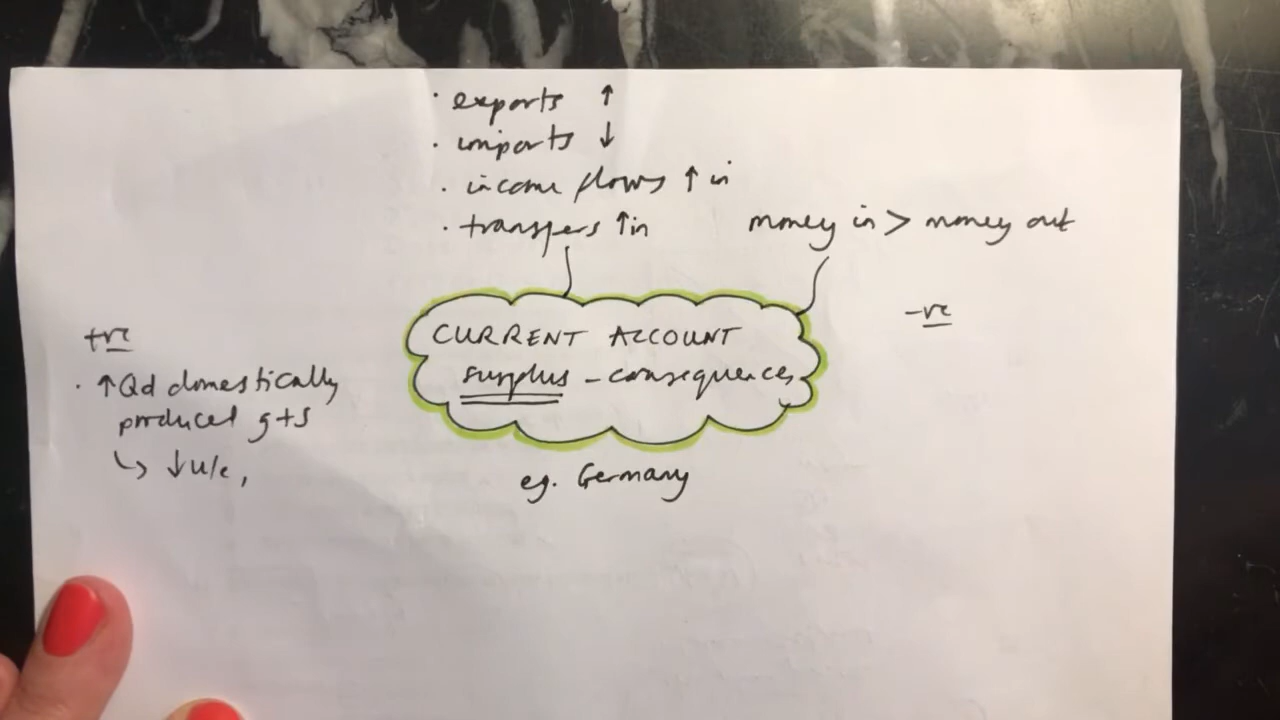 · exports ↑
· imports ↓
· income flows ↑ in
· transfers ↑in
money in > money out
CURRENT ACCOUNT
surplus - consequences
eg. Germany
+ve
· ↑Qd domestically
produced g+s
↳ ↓u/e,
-ve